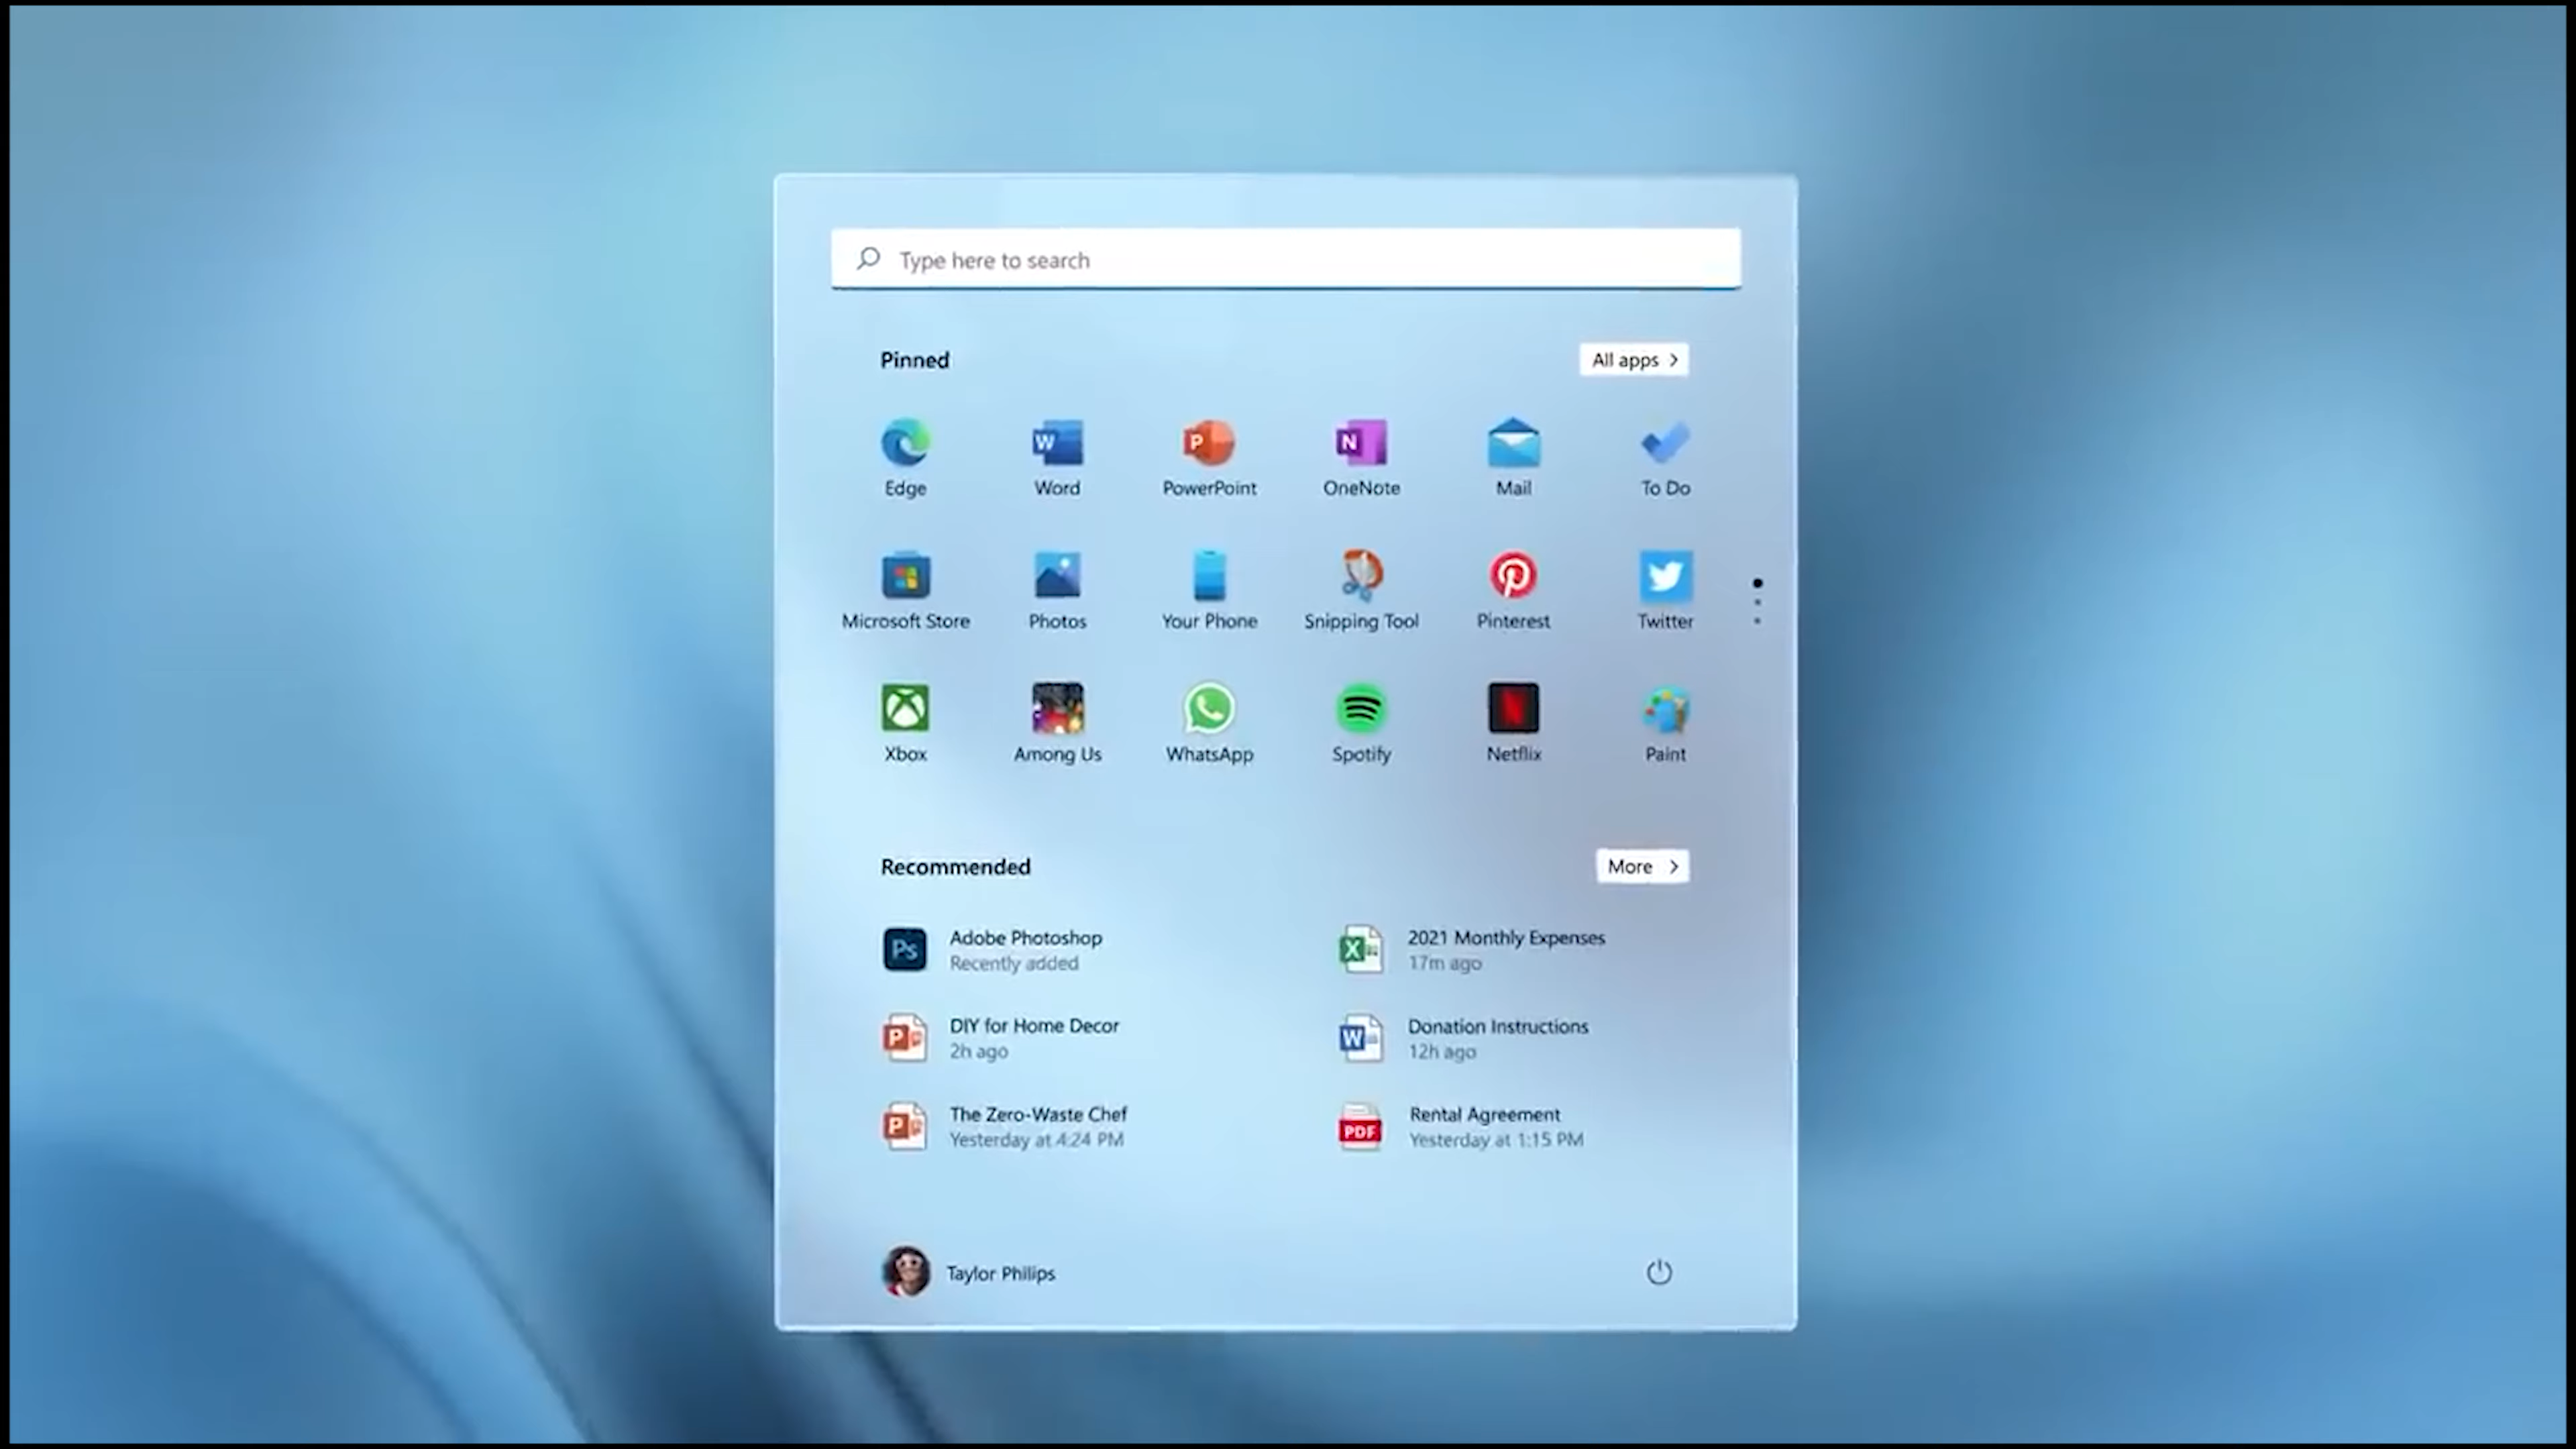 Type here to search
Pinned
All apps
Edge
Word
PowerPoint
OneNote
Mail
To Do
Microsoft Store
Photos
Your Phone
Snipping Tool
Pinterest
Twitter
Xbox
Among Us
WhatsApp
Spotify
Netflix
Paint
Recommended
More
Adobe Photoshop
Recently added
2021 Monthly Expenses
17m ago
DIY for Home Decor
2h ago
Donation Instructions
12h ago
The Zero-Waste Chef
Yesterday at 4:24 PM
PDF
Rental Agreement
Yesterday at 1:15 PM
Taylor Philips